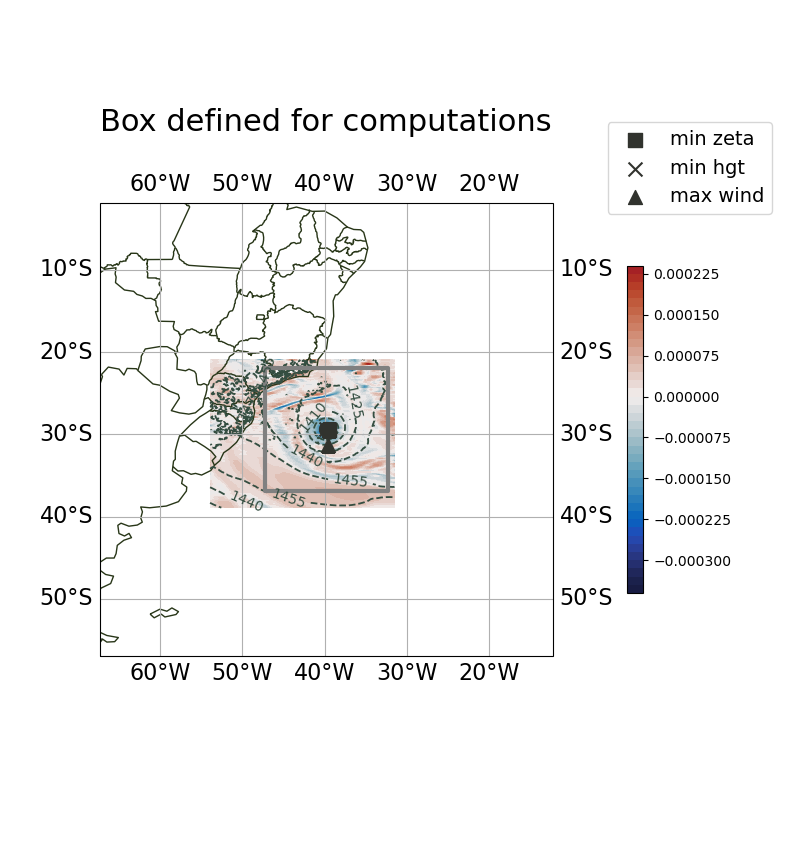 Box defined for computations
min zeta
min hgt
max wind
60°W 50°W 40°W 30°W 20°W
10°S 10°S
20°S 20°S
30°S 30°S
40°S 40°S
50°S 50°S
60°W 50°W 40°W 30°W 20°W
1425
1410
1440
1455
1440
1455
0.000225
0.000150
0.000075
0.000000
−0.000075
−0.000150
−0.000225
−0.000300